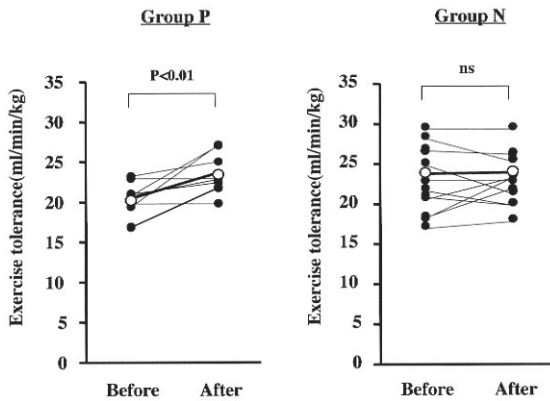 Group P
Group N
P<0.01
ns
Exercise tolerance(ml/min/kg)
35
30
25
20
15
10
5
0
Before After
Exercise tolerance(ml/min/kg)
35
30
25
20
15
10
5
0
Before After